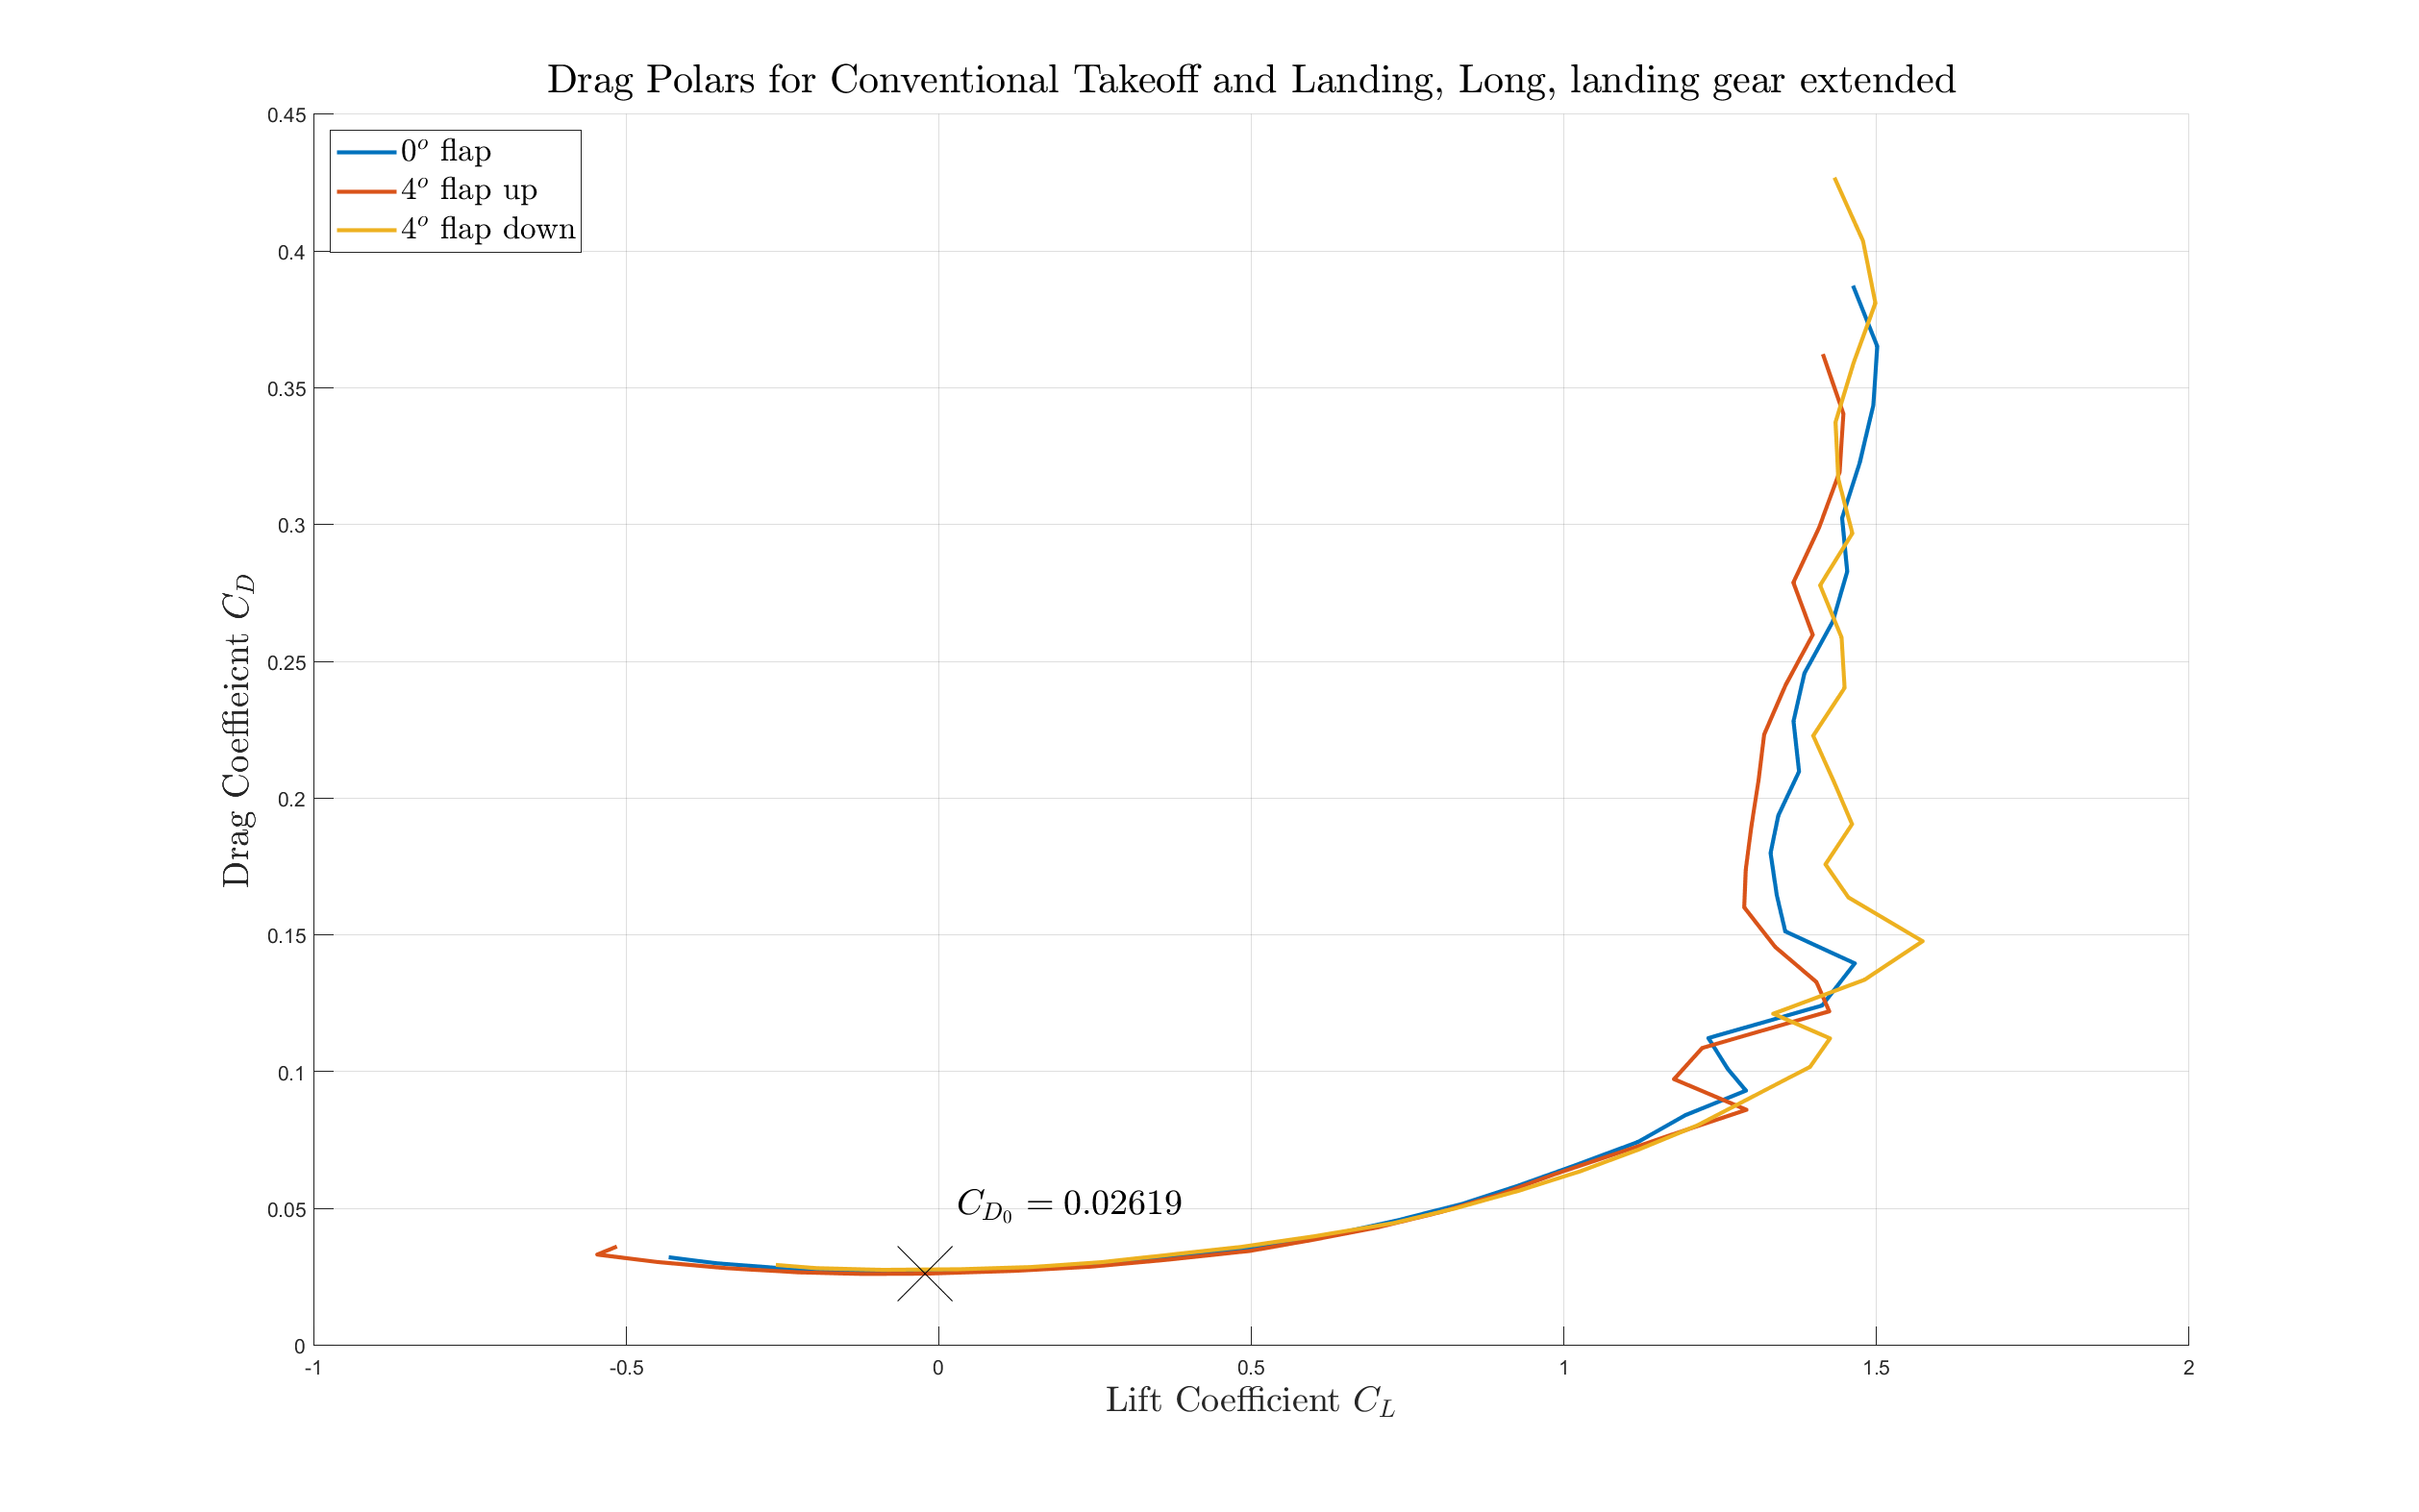 Drag Polars for Conventional Takeoff and Landing, Long, landing gear extended
0.45
0° flap
4° flap up
4° flap down
0.4
0.35
0.3
0.25
0.2
0.15
0.1
0.05
0
Drag Coeffieicnt C_D
C_{D_0} = 0.02619
-1 -0.5 0 0.5 1 1.5 2
Lift Coefficient C_L